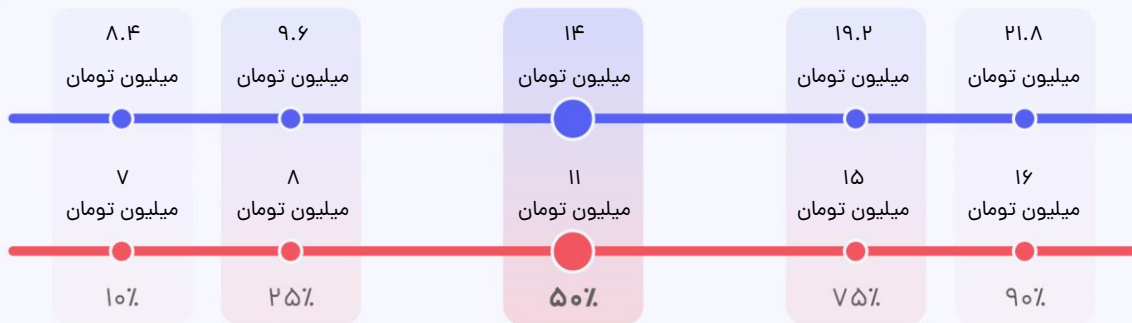 ۸.۴ ۹.۶ ۱۴ ۱۹.۲ ۲۱.۸
میلیون تومان میلیون تومان میلیون تومان میلیون تومان میلیون تومان
۷ ۸ ۱۱ ۱۵ ۱۶
میلیون تومان میلیون تومان میلیون تومان میلیون تومان میلیون تومان
۱۰٪ ۲۵٪ ۵۰٪ ۷۵٪ ۹۰٪